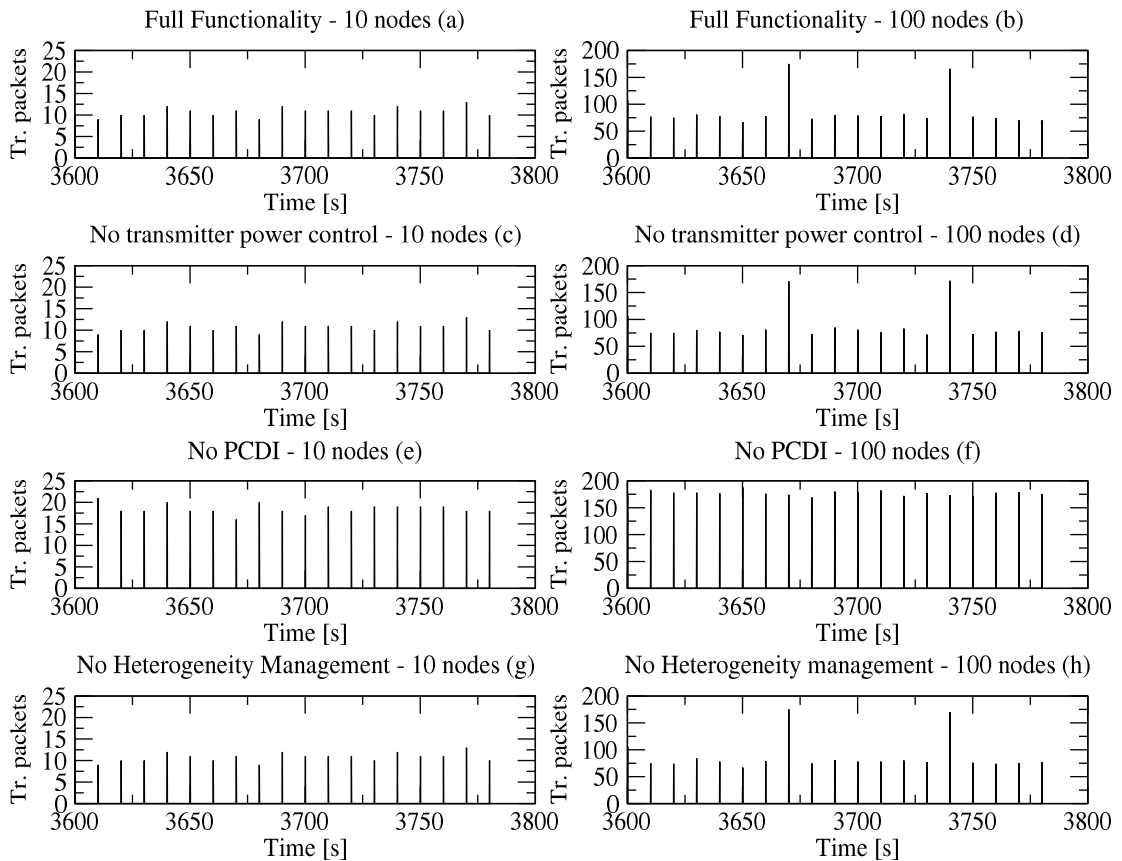 Full Functionality - 10 nodes (a)
Tr. packets
25
20
15
10
5
0
3600 3650 3700 3750 3800
Time [s]
Full Functionality - 100 nodes (b)
Tr. packets
200
150
100
50
0
3600 3650 3700 3750 3800
Time [s]
No transmitter power control - 10 nodes (c)
Tr. packets
25
20
15
10
5
0
3600 3650 3700 3750 3800
Time [s]
No transmitter power control - 100 nodes (d)
Tr. packets
200
150
100
50
0
3600 3650 3700 3750 3800
Time [s]
No PCDI - 10 nodes (e)
Tr. packets
25
20
15
10
5
0
3600 3650 3700 3750 3800
Time [s]
No PCDI - 100 nodes (f)
Tr. packets
200
150
100
50
0
3600 3650 3700 3750 3800
Time [s]
No Heterogeneity Management - 10 nodes (g)
Tr. packets
25
20
15
10
5
0
3600 3650 3700 3750 3800
Time [s]
No Heterogeneity management - 100 nodes (h)
Tr. packets
200
150
100
50
0
3600 3650 3700 3750 3800
Time [s]